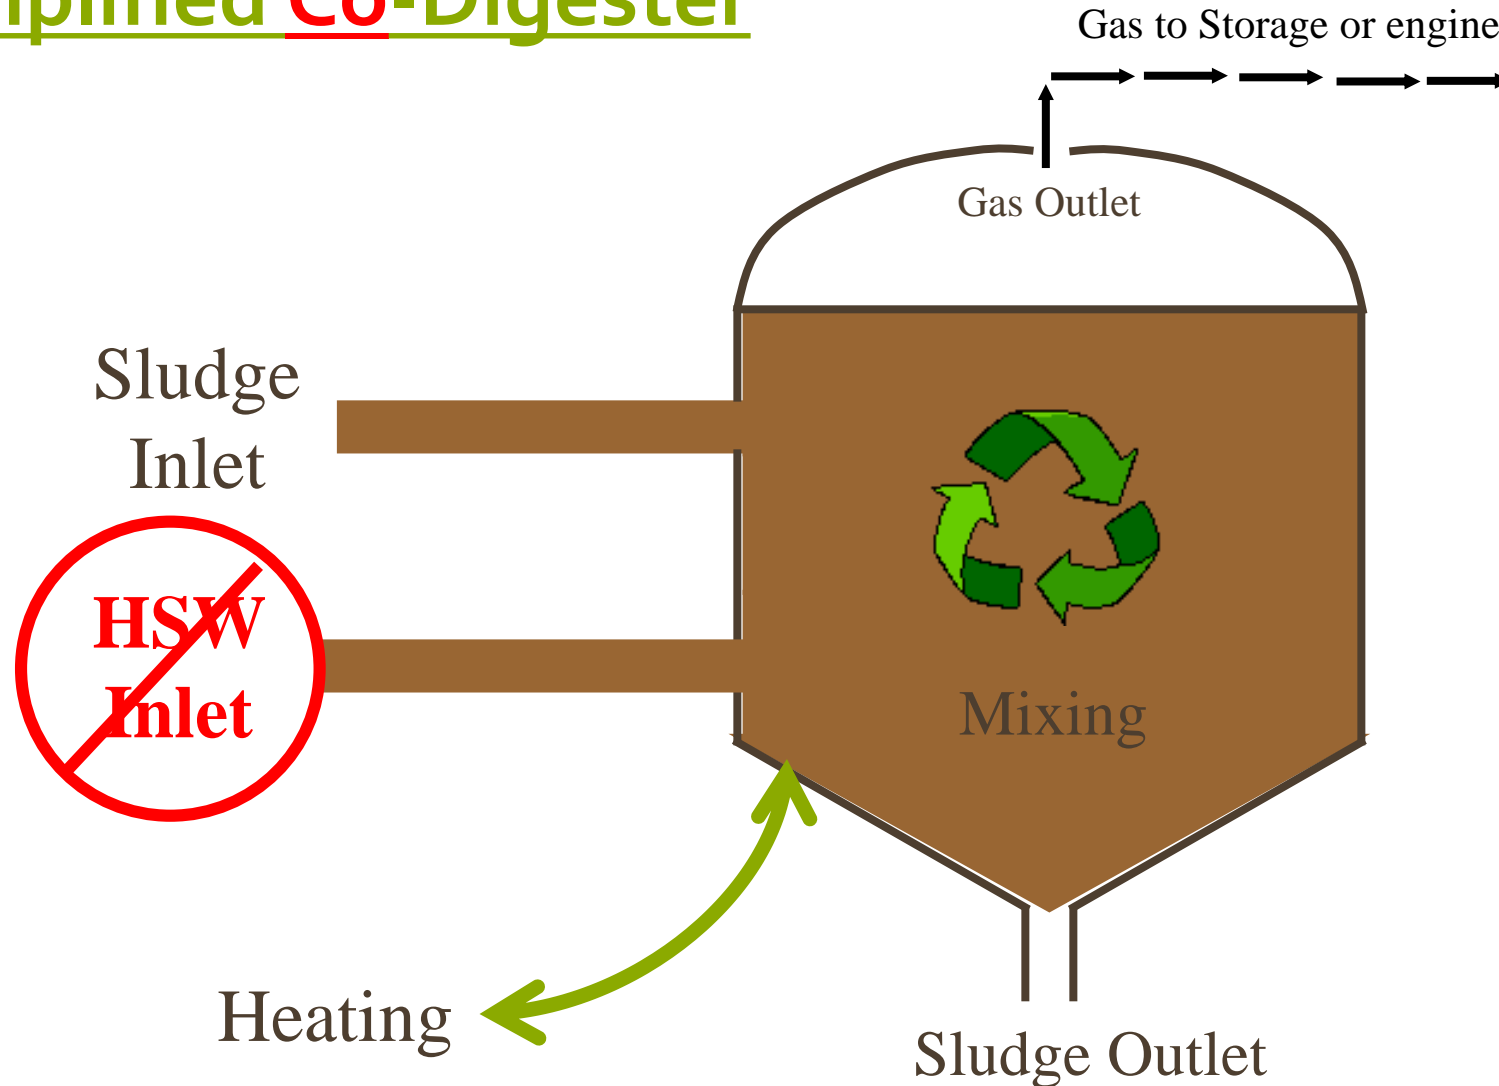 Co-Digester
Gas to Storage or engine
Gas Outlet
Sludge
Inlet
HSW
Inlet
Mixing
Heating
Sludge Outlet